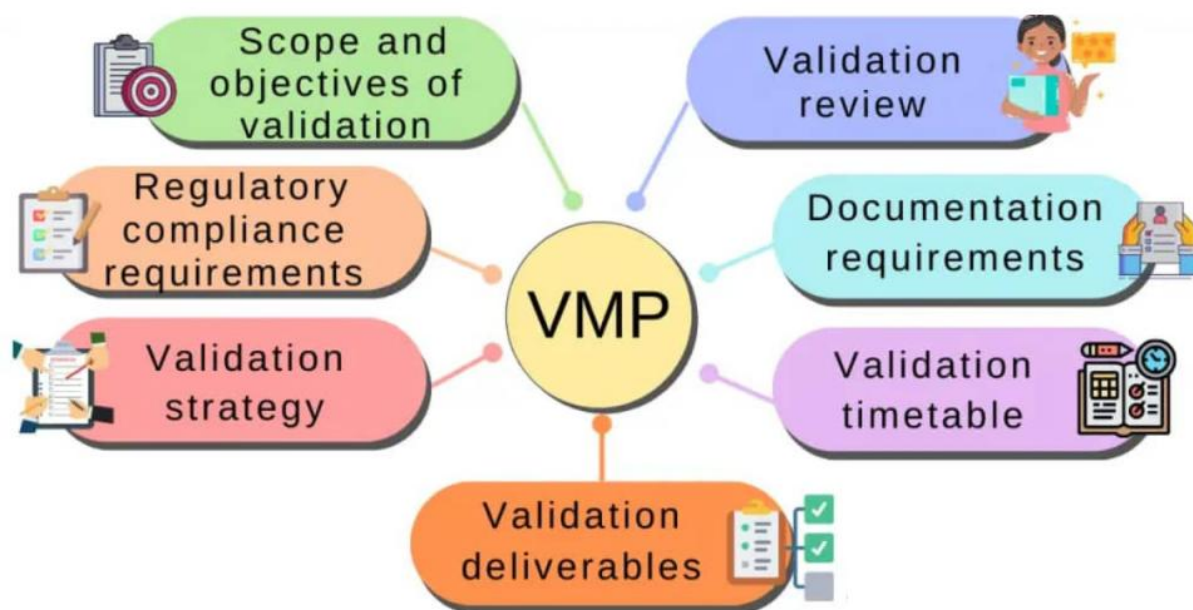 Scope and
objectives of
validation
Validation
review
Regulatory
compliance
requirements
Documentation
requirements
VMP
Validation
strategy
Validation
timetable
Validation
deliverables